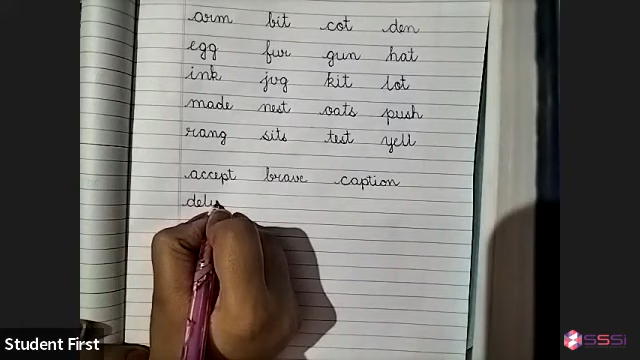 arm bit cot den
egg fur gun hat
ink jug kit lot
made nest oats push
rang sits test yell
accept brave caption
Student First
SSSi